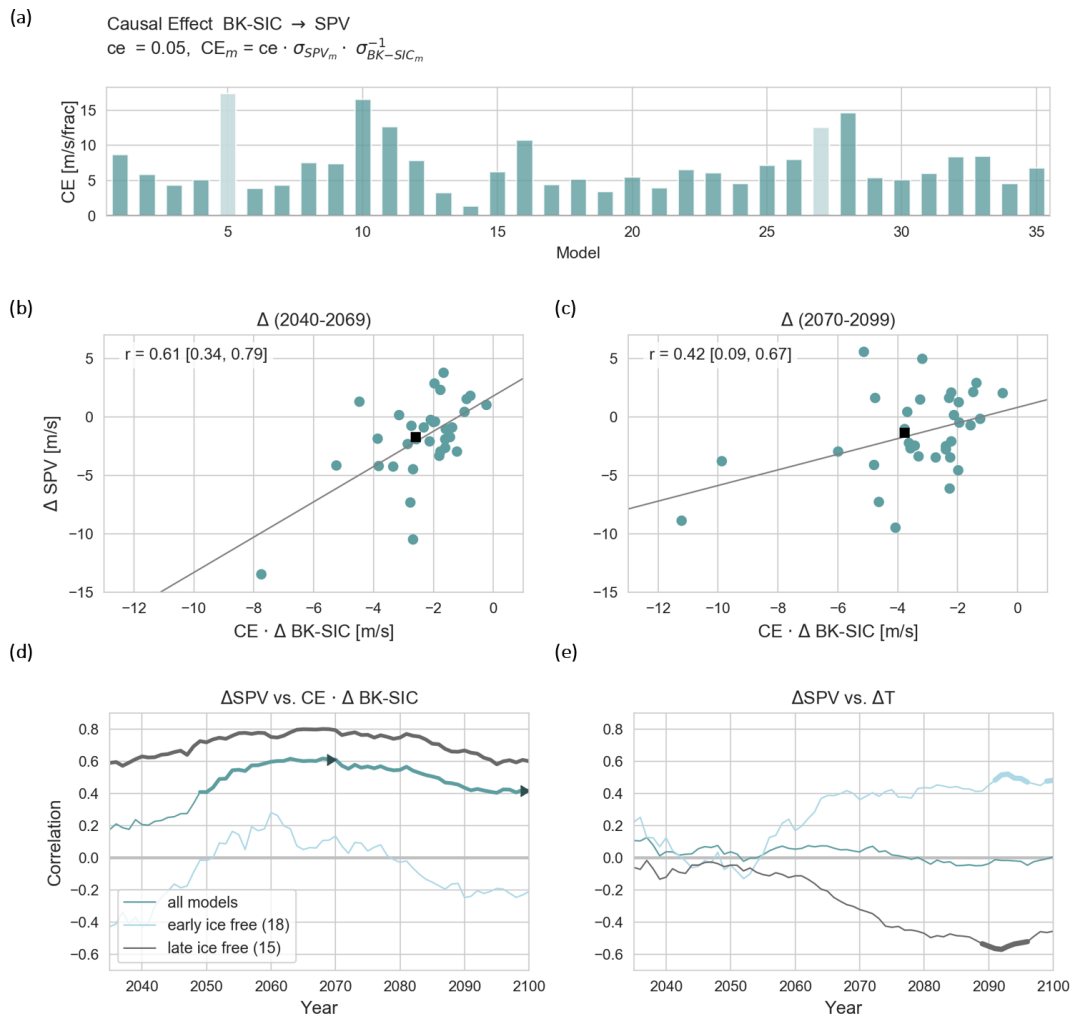 (a)
Causal Effect BK-SIC → SPV
ce = 0.05, CE_m = ce · σ_{SPV_m} · σ^{-1}_{BK-SIC_m}
CE [m/s/frac]
15
10
5
0
5 10 15 20 25 30 35
Model
(b)
Δ (2040-2069)
r = 0.61 [0.34, 0.79]
Δ SPV [m/s]
5
0
−5
−10
−15
−12 −10 −8 −6 −4 −2 0
CE · Δ BK-SIC [m/s]
(c)
Δ (2070-2099)
r = 0.42 [0.09, 0.67]
5
0
−5
−10
−15
−12 −10 −8 −6 −4 −2 0
CE · Δ BK-SIC [m/s]
(d)
ΔSPV vs. CE · Δ BK-SIC
Correlation
0.8
0.6
0.4
0.2
0.0
−0.2
−0.4
−0.6
all models
early ice free (18)
late ice free (15)
2040 2050 2060 2070 2080 2090 2100
Year
(e)
ΔSPV vs. ΔT
0.8
0.6
0.4
0.2
0.0
−0.2
−0.4
−0.6
2040 2050 2060 2070 2080 2090 2100
Year